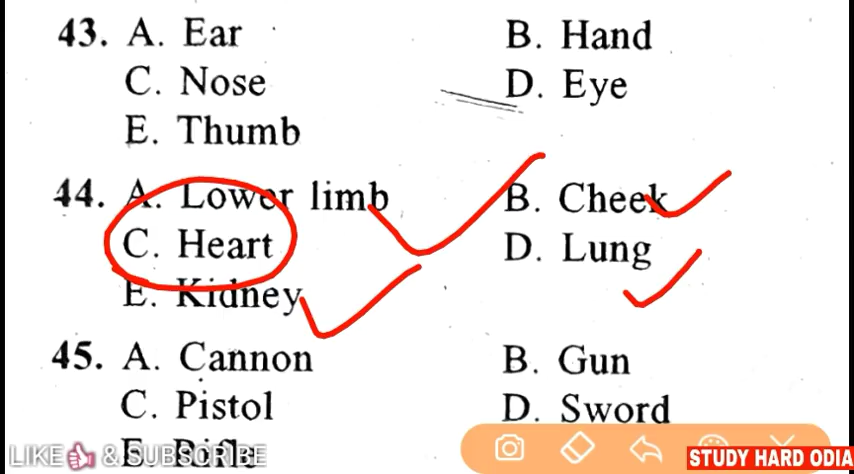 43. A. Ear B. Hand
C. Nose D. Eye
E. Thumb
44. A. Lower limb B. Cheek
C. Heart D. Lung
E. Kidney
45. A. Cannon B. Gun
C. Pistol D. Sword
E. Rifle
LIKE & SUBSCRIBE
STUDY HARD ODIA